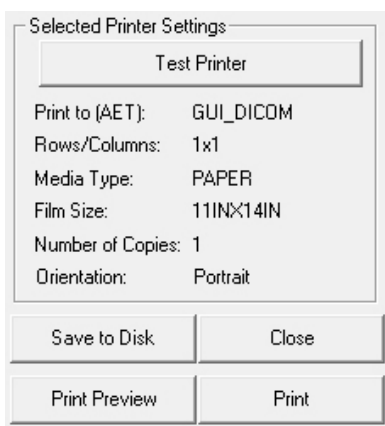 Selected Printer Settings
Test Printer
Print to (AET): GUI_DICOM
Rows/Columns: 1x1
Media Type: PAPER
Film Size: 11INX14IN
Number of Copies: 1
Orientation: Portrait
Save to Disk Close
Print Preview Print